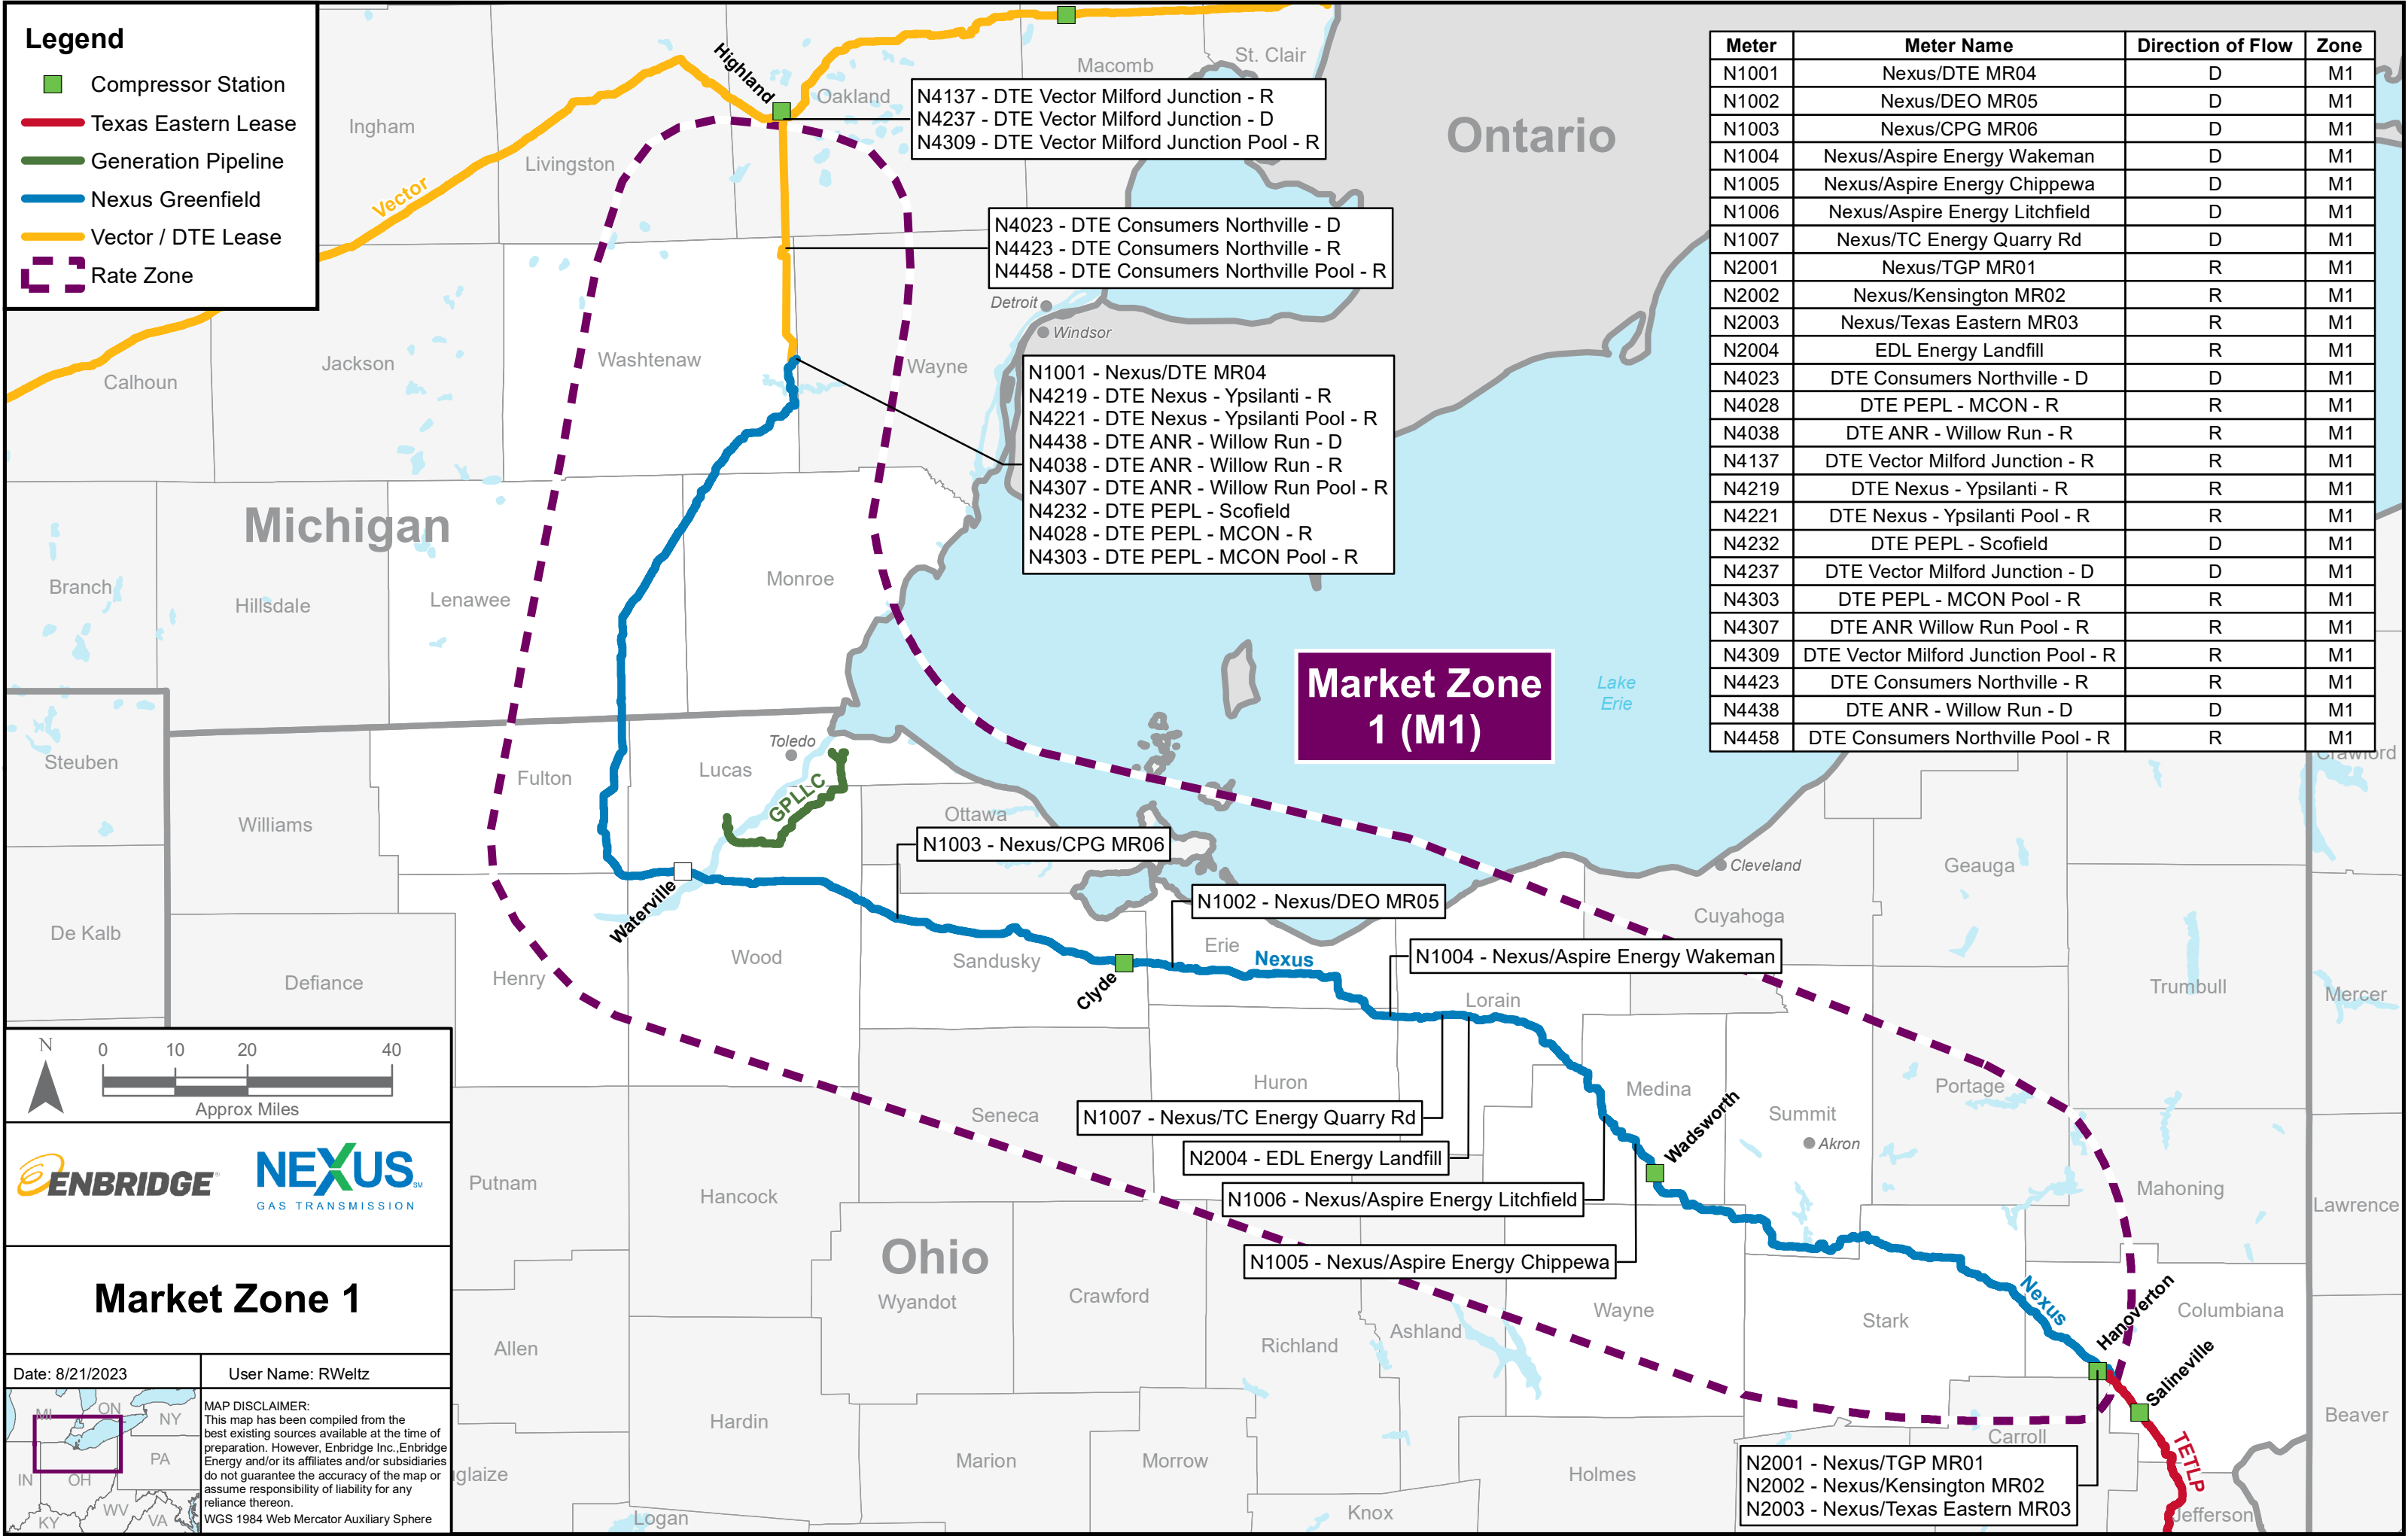 Legend
Compressor Station
Texas Eastern Lease
Generation Pipeline
Nexus Greenfield
Vector / DTE Lease
Rate Zone
Highland
Macomb
St. Clair
Oakland
Ingham
Livingston
Vector
Ontario
N4137 - DTE Vector Milford Junction - R
N4237 - DTE Vector Milford Junction - D
N4309 - DTE Vector Milford Junction Pool - R
N4023 - DTE Consumers Northville - D
N4423 - DTE Consumers Northville - R
N4458 - DTE Consumers Northville Pool - R
Detroit
Windsor
Calhoun
Jackson
Washtenaw
Wayne
N1001 - Nexus/DTE MR04
N4219 - DTE Nexus - Ypsilanti - R
N4221 - DTE Nexus - Ypsilanti Pool - R
N4438 - DTE ANR - Willow Run - D
N4038 - DTE ANR - Willow Run - R
N4307 - DTE ANR - Willow Run Pool - R
N4232 - DTE PEPL - Scofield
N4028 - DTE PEPL - MCON - R
N4303 - DTE PEPL - MCON Pool - R
Meter Meter Name Direction of Flow Zone
N1001 Nexus/DTE MR04 D M1
N1002 Nexus/DEO MR05 D M1
N1003 Nexus/CPG MR06 D M1
N1004 Nexus/Aspire Energy Wakeman D M1
N1005 Nexus/Aspire Energy Chippewa D M1
N1006 Nexus/Aspire Energy Litchfield D M1
N1007 Nexus/TC Energy Quarry Rd D M1
N2001 Nexus/TGP MR01 R M1
N2002 Nexus/Kensington MR02 R M1
N2003 Nexus/Texas Eastern MR03 R M1
N2004 EDL Energy Landfill R M1
N4023 DTE Consumers Northville - D D M1
N4028 DTE PEPL - MCON - R R M1
N4038 DTE ANR - Willow Run - R R M1
N4137 DTE Vector Milford Junction - R R M1
N4219 DTE Nexus - Ypsilanti - R R M1
N4221 DTE Nexus - Ypsilanti Pool - R R M1
N4232 DTE PEPL - Scofield D M1
N4237 DTE Vector Milford Junction - D D M1
N4303 DTE PEPL - MCON Pool - R R M1
N4307 DTE ANR Willow Run Pool - R R M1
N4309 DTE Vector Milford Junction Pool - R R M1
N4423 DTE Consumers Northville - R R M1
N4438 DTE ANR - Willow Run - D D M1
N4458 DTE Consumers Northville Pool - R R M1
Michigan
Branch
Hillsdale
Lenawee
Monroe
Market Zone
1 (M1)
Lake
Erie
Steuben
Fulton
Toledo
Lucas
GPLLC
Williams
Ottawa
N1003 - Nexus/CPG MR06
Cleveland
Geauga
Crawford
De Kalb
Waterville
N1002 - Nexus/DEO MR05
Cuyahoga
Defiance
Henry
Wood
Sandusky
Clyde
Erie
Nexus
N1004 - Nexus/Aspire Energy Wakeman
Lorain
Trumbull
Mercer
Huron
Medina
Wadsworth
Summit
Akron
Portage
Seneca
N1007 - Nexus/TC Energy Quarry Rd
N2004 - EDL Energy Landfill
N1006 - Nexus/Aspire Energy Litchfield
N1005 - Nexus/Aspire Energy Chippewa
Mahoning
Lawrence
Putnam
Hancock
Ohio
Wyandot
Crawford
Richland
Ashland
Wayne
Stark
Nexus
Hanoverton
Columbiana
Salineville
Allen
Hardin
Marion
Morrow
Knox
Holmes
Carroll
Beaver
TETLP
Jefferson
uglaize
Logan
N2001 - Nexus/TGP MR01
N2002 - Nexus/Kensington MR02
N2003 - Nexus/Texas Eastern MR03
N
0 10 20 40
Approx Miles
ENBRIDGE®
NEXUS SM
GAS TRANSMISSION
Market Zone 1
Date: 8/21/2023
User Name: RWeltz
MI
ON
NY
PA
IN
OH
WV
KY
VA
MAP DISCLAIMER:
This map has been compiled from the
best existing sources available at the time of
preparation. However, Enbridge Inc.,Enbridge
Energy and/or its affiliates and/or subsidiaries
do not guarantee the accuracy of the map or
assume responsibility of liability for any
reliance thereon.
WGS 1984 Web Mercator Auxiliary Sphere